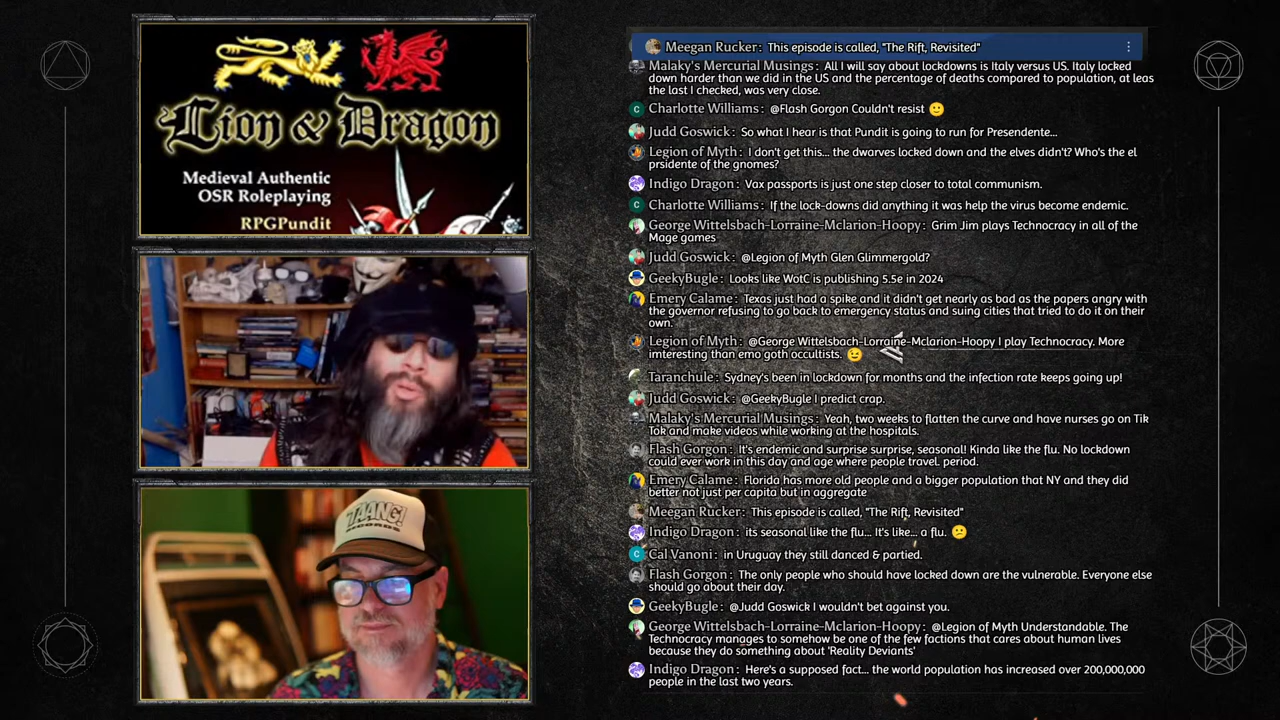 Lion & Dragon
Medieval Authentic
OSR Roleplaying
RPGPundit
TAANG!
RECORDS
Meegan Rucker: This episode is called, "The Rift, Revisited"
Malaky's Mercurial Musings: All I will say about lockdowns is Italy versus US. Italy locked
down harder than we did in the US and the percentage of deaths compared to population, at leas
the last I checked, was very close.
C Charlotte Williams: @Flash Gorgon Couldn't resist 🙂
Judd Goswick: So what I hear is that Pundit is going to run for Presendente...
Legion of Myth: I don't get this... the dwarves locked down and the elves didn't? Who's the el
prsidente of the gnomes?
Indigo Dragon: Vax passports is just one step closer to total communism.
C Charlotte Williams: If the lock-downs did anything it was help the virus become endemic.
George Wittelsbach-Lorraine-Mclarion-Hoopy: Grim Jim plays Technocracy in all of the
Mage games
Judd Goswick: @Legion of Myth Glen Glimmergold?
GeekyBugle: Looks like WotC is publishing 5.5e in 2024
Emery Calame: Texas just had a spike and it didn't get nearly as bad as the papers angry with
the governor refusing to go back to emergency status and suing cities that tried to do it on their
own.
Legion of Myth: @George Wittelsbach-Lorraine-Mclarion-Hoopy I play Technocracy. More
imteresting than emo goth occultists. 😉
Taranchule: Sydney's been in lockdown for months and the infection rate keeps going up!
Judd Goswick: @GeekyBugle I predict crap.
Malaky's Mercurial Musings: Yeah, two weeks to flatten the curve and have nurses go on Tik
Tok and make videos while working at the hospitals.
Flash Gorgon: It's endemic and surprise surprise, seasonal! Kinda like the flu. No lockdown
could ever work in this day and age where people travel period.
Emery Calame: Florida has more old people and a bigger population that NY and they did
better not just per capita but in aggregate
Meegan Rucker: This episode is called, "The Rift, Revisited"
Indigo Dragon: its seasonal like the flu... It's like... a flu. 😕
C Cal Vanoni: in Uruguay they still danced & partied.
Flash Gorgon: The only people who should have locked down are the vulnerable. Everyone else
should go about their day.
GeekyBugle: @Judd Goswick I wouldn't bet against you.
George Wittelsbach-Lorraine-Mclarion-Hoopy: @Legion of Myth Understandable. The
Technocracy manages to somehow be one of the few factions that cares about human lives
because they do something about 'Reality Deviants'
Indigo Dragon: Here's a supposed fact... the world population has increased over 200,000,000
people in the last two years.